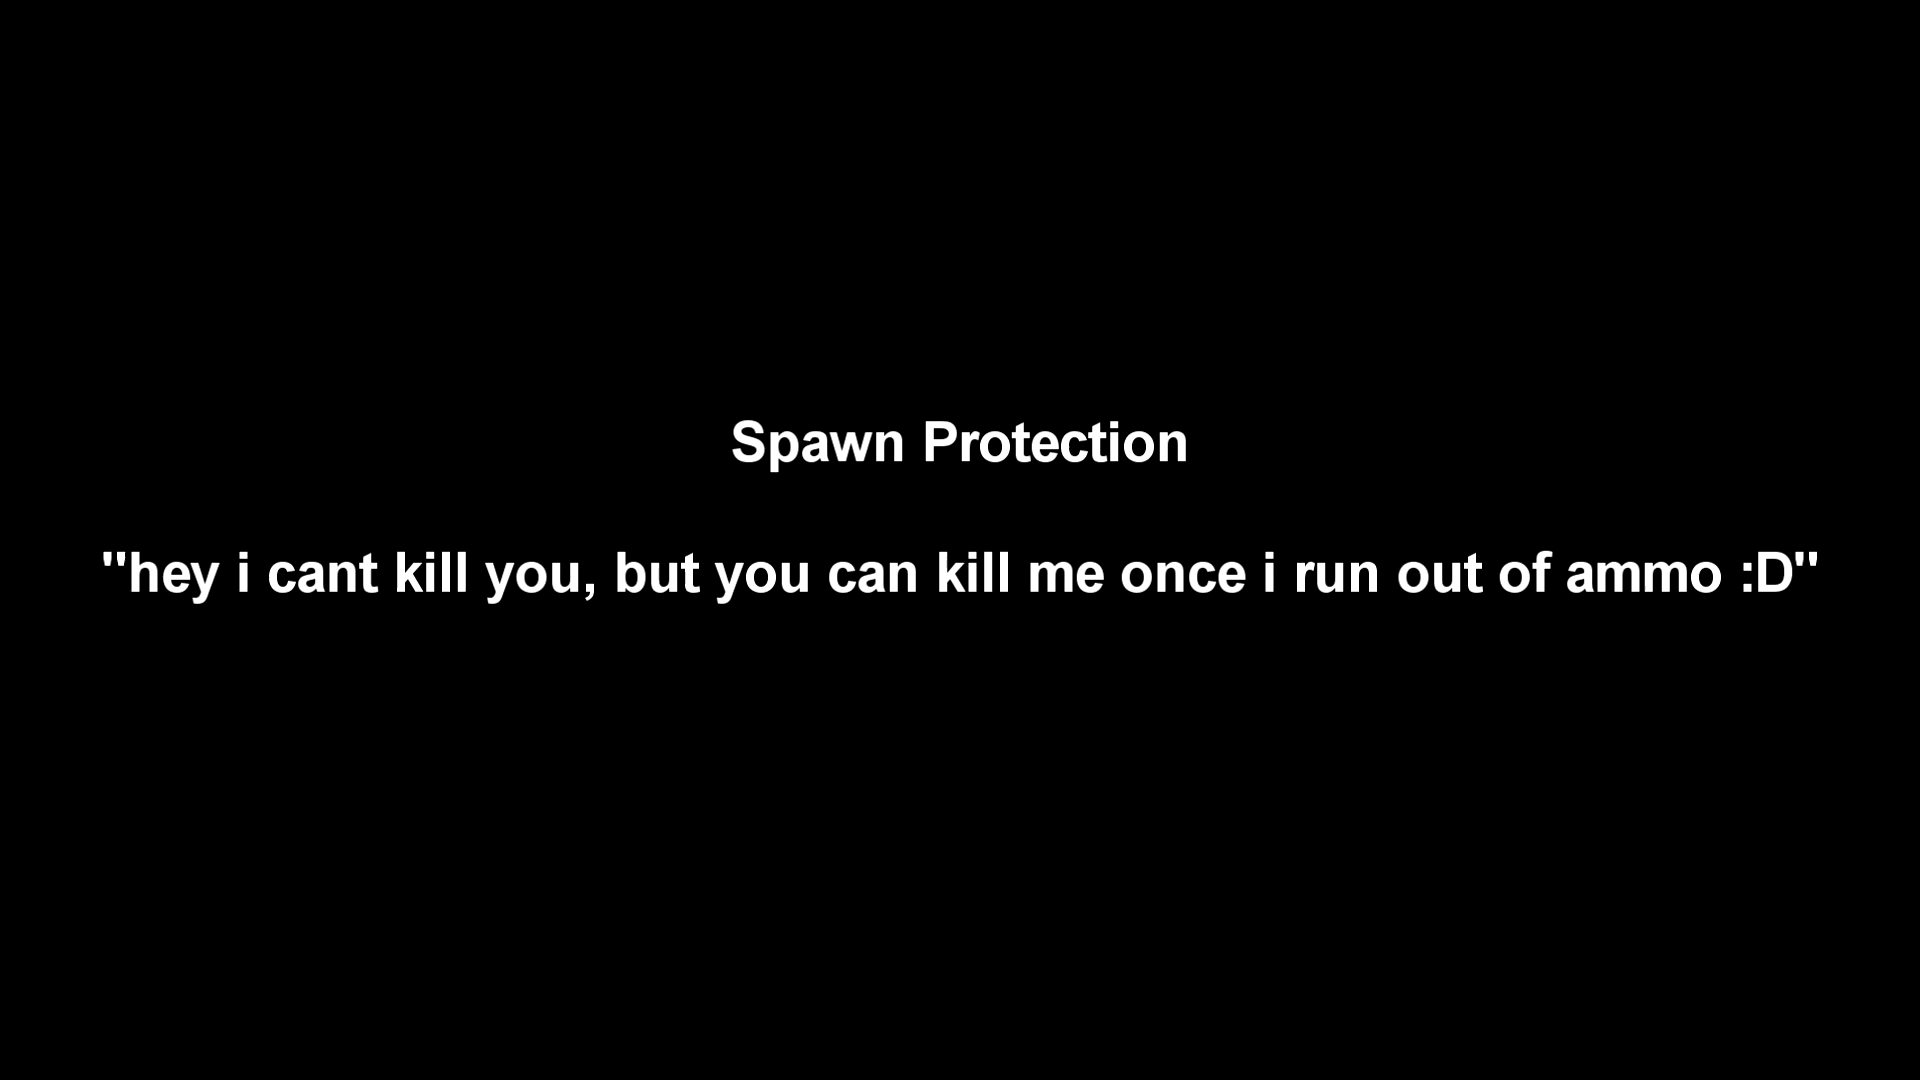 Spawn Protection
"hey i cant kill you, but you can kill me once i run out of ammo :D"